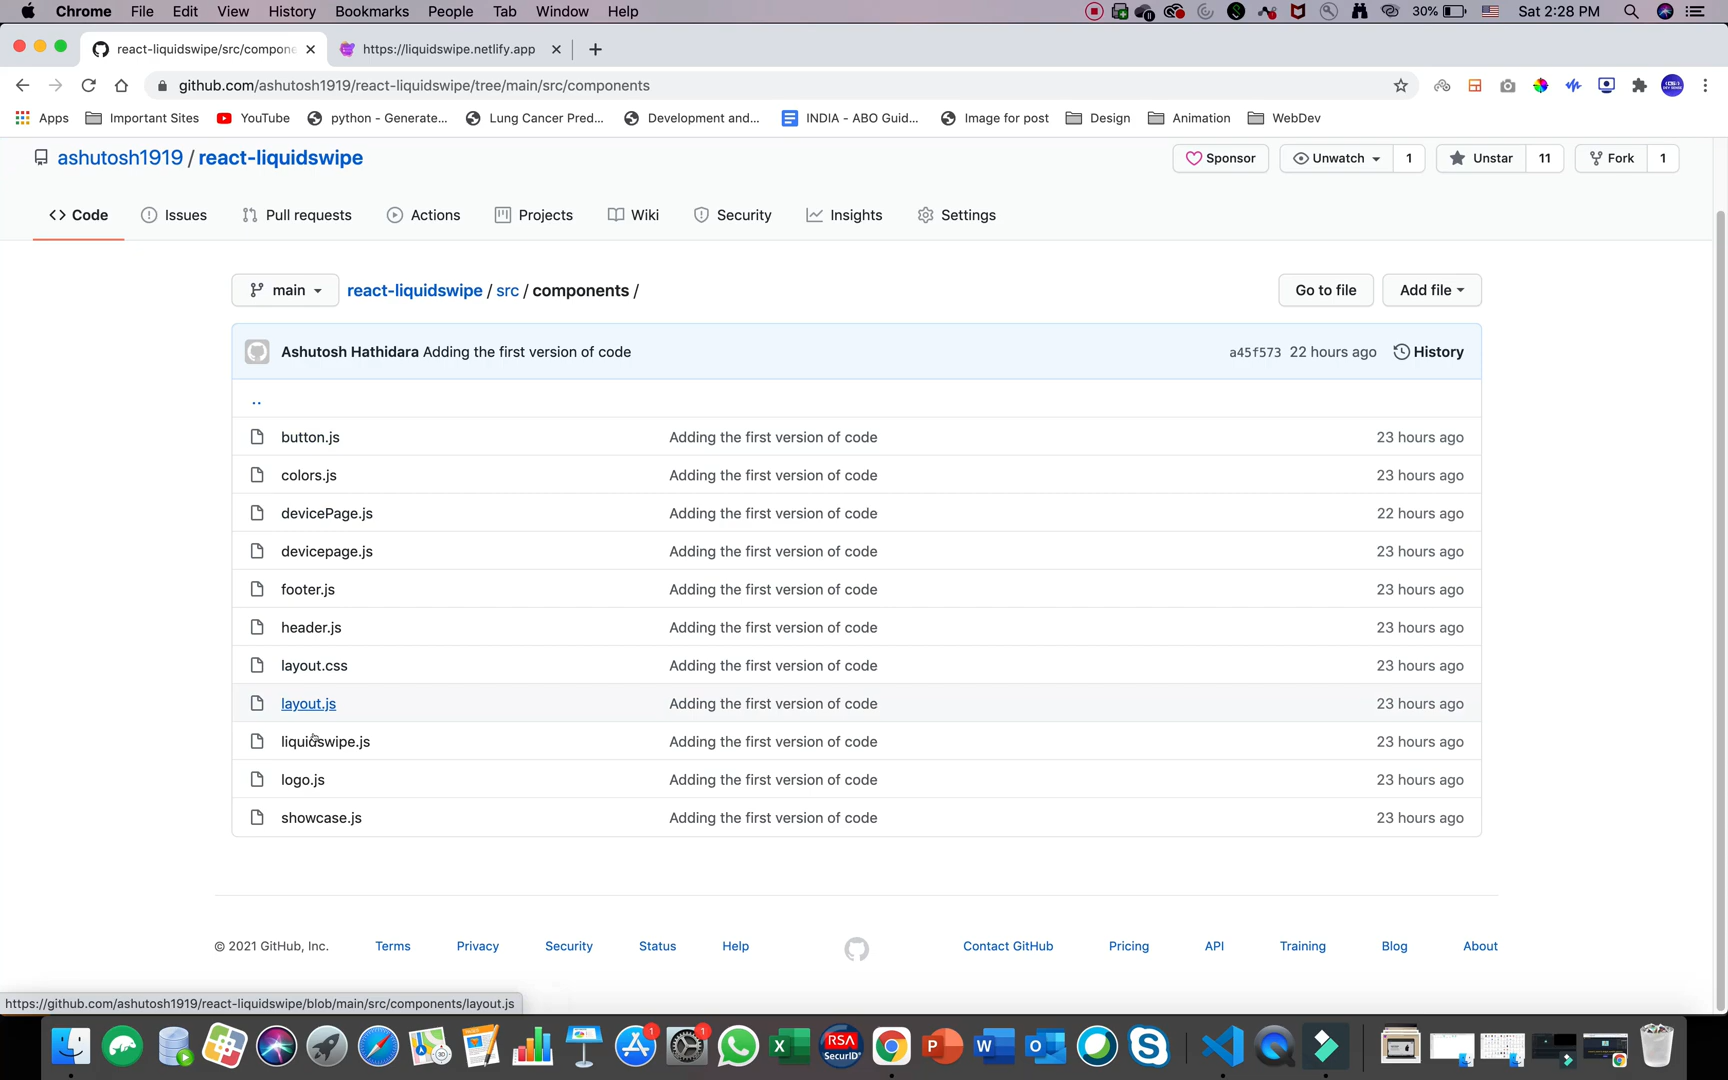 Chrome File Edit View History Bookmarks People Tab Window Help 30% Sat 2:28 PM
react-liquidswipe/src/compone https://liquidswipe.netlify.app
github.com/ashutosh1919/react-liquidswipe/tree/main/src/components
Apps Important Sites YouTube python - Generate... Lung Cancer Pred... Development and... INDIA - ABO Guid... Image for post Design Animation WebDev
ashutosh1919 / react-liquidswipe Sponsor Unwatch 1 Unstar 11 Fork 1
<> Code Issues Pull requests Actions Projects Wiki Security Insights Settings
main react-liquidswipe / src / components / Go to file Add file
Ashutosh Hathidara Adding the first version of code a45f573 22 hours ago History
..
button.js Adding the first version of code 23 hours ago
colors.js Adding the first version of code 23 hours ago
devicePage.js Adding the first version of code 22 hours ago
devicepage.js Adding the first version of code 23 hours ago
footer.js Adding the first version of code 23 hours ago
header.js Adding the first version of code 23 hours ago
layout.css Adding the first version of code 23 hours ago
layout.js Adding the first version of code 23 hours ago
liquidswipe.js Adding the first version of code 23 hours ago
logo.js Adding the first version of code 23 hours ago
showcase.js Adding the first version of code 23 hours ago
© 2021 GitHub, Inc. Terms Privacy Security Status Help Contact GitHub Pricing API Training Blog About
https://github.com/ashutosh1919/react-liquidswipe/blob/main/src/components/layout.js
1 1 RSA SecurID